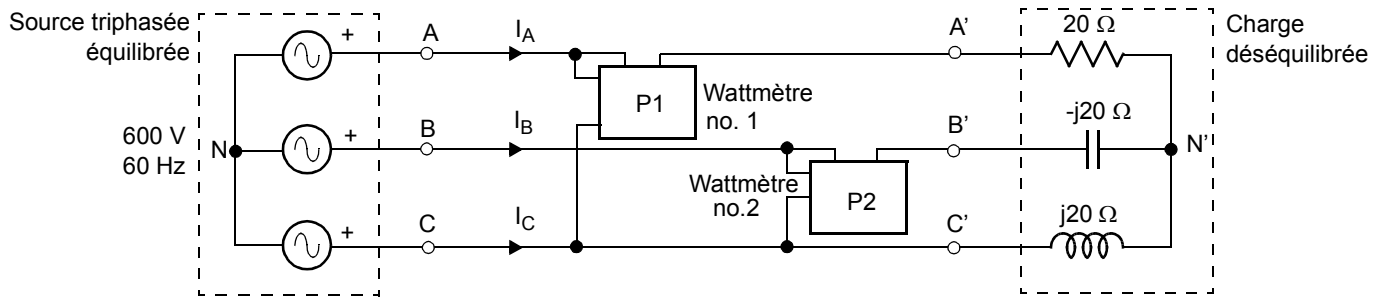 Source triphasée
équilibrée
600 V
60 Hz
N
+
+
+
A
B
C
I_A
I_B
I_C
P1
Wattmètre
no. 1
Wattmètre
no.2
P2
A'
B'
C'
20 Ω
-j20 Ω
j20 Ω
N'
Charge
déséquilibrée